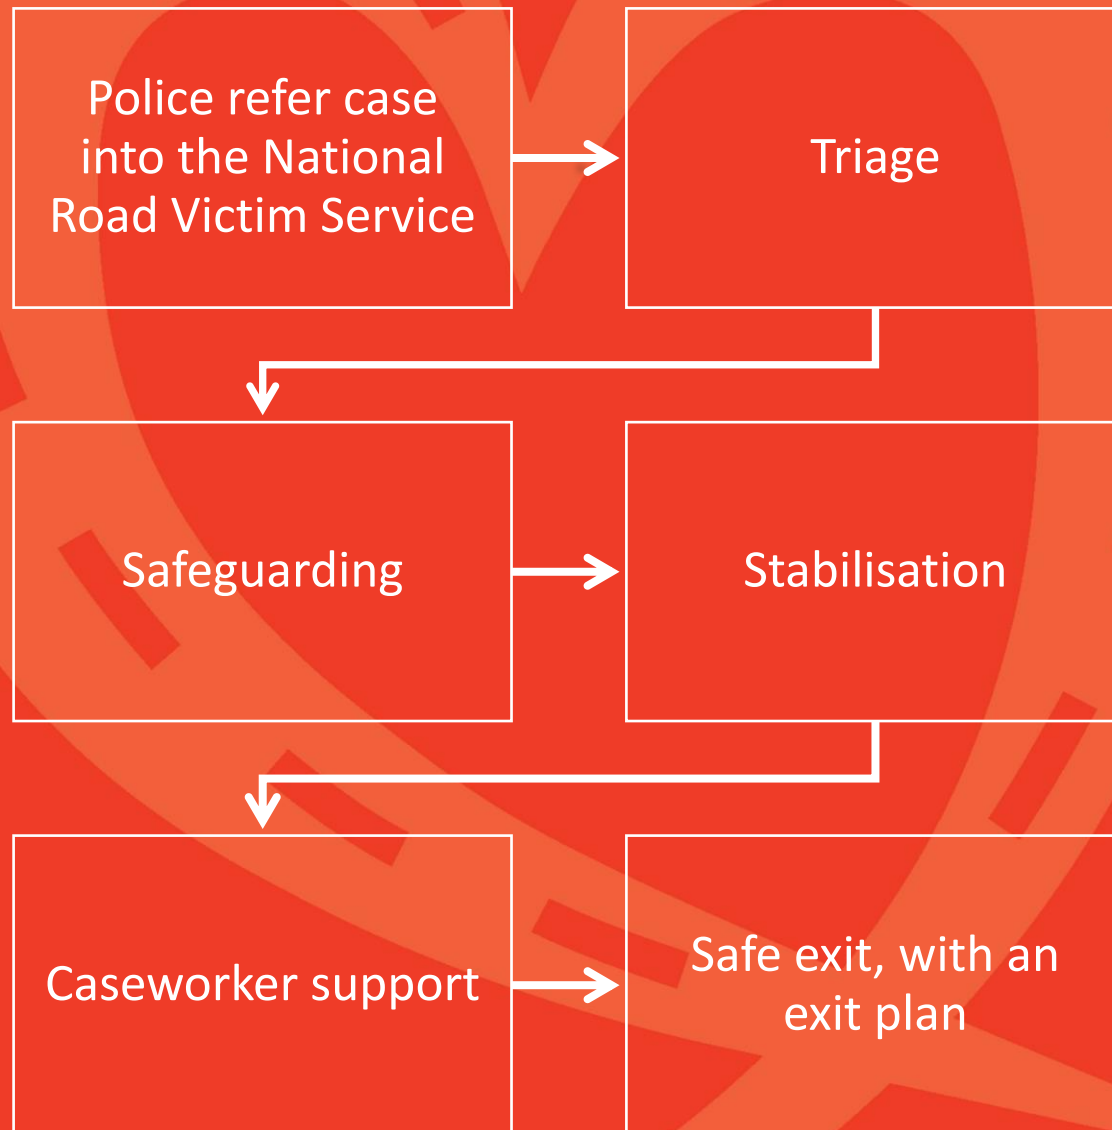 Police refer case
into the National
Road Victim Service
Triage
Safeguarding
Stabilisation
Caseworker support
Safe exit, with an
exit plan